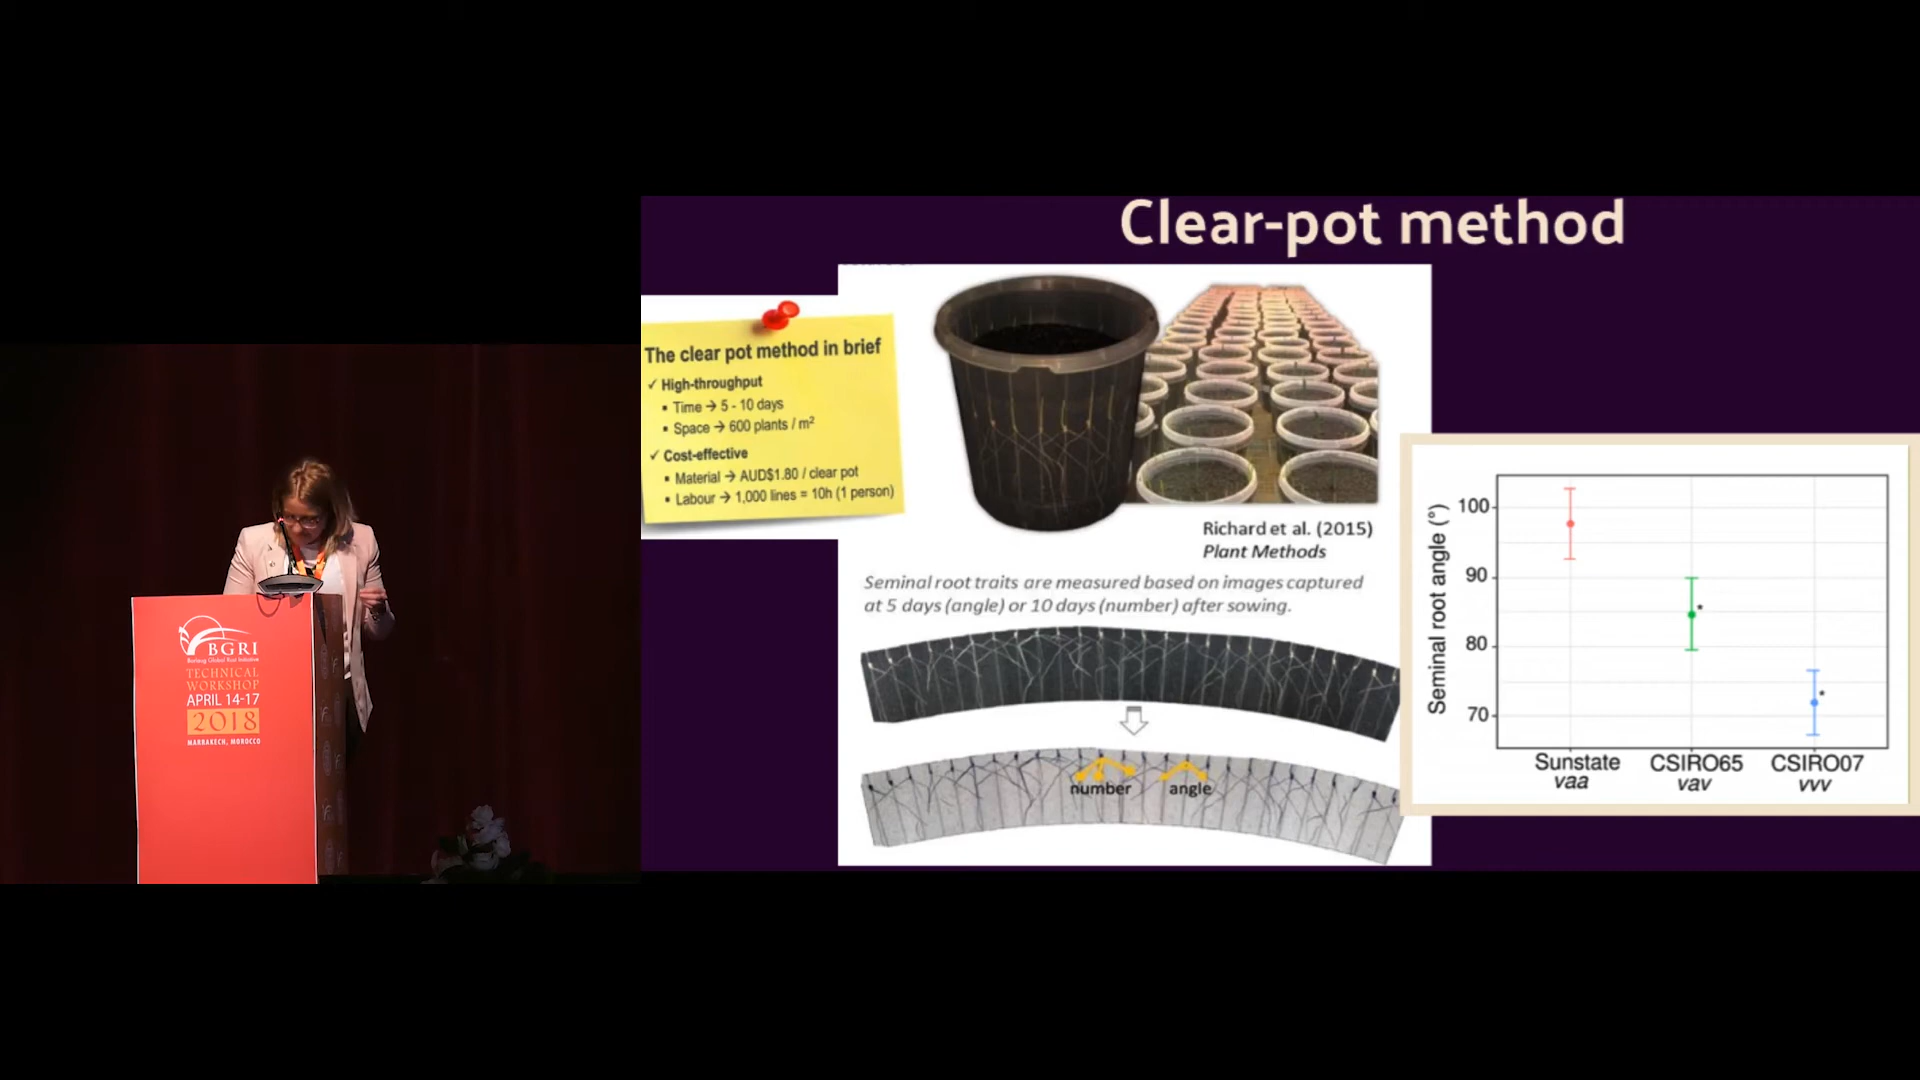 Clear-pot method
The clear pot method in brief
✓ High-throughput
▪ Time → 5 - 10 days
▪ Space → 600 plants / m²
✓ Cost-effective
▪ Material → AUD$1.80 / clear pot
▪ Labour → 1,000 lines = 10h (1 person)
Richard et al. (2015)
Plant Methods
Seminal root traits are measured based on images captured
at 5 days (angle) or 10 days (number) after sowing.
number
angle
Seminal root angle (°)
100
90
80
70
*
*
Sunstate
vaa
CSIRO65
vav
CSIRO07
vvv
BGRI
Borlaug Global Rust Initiative
TECHNICAL
WORKSHOP
APRIL 14-17
2018
MARRAKECH, MOROCCO